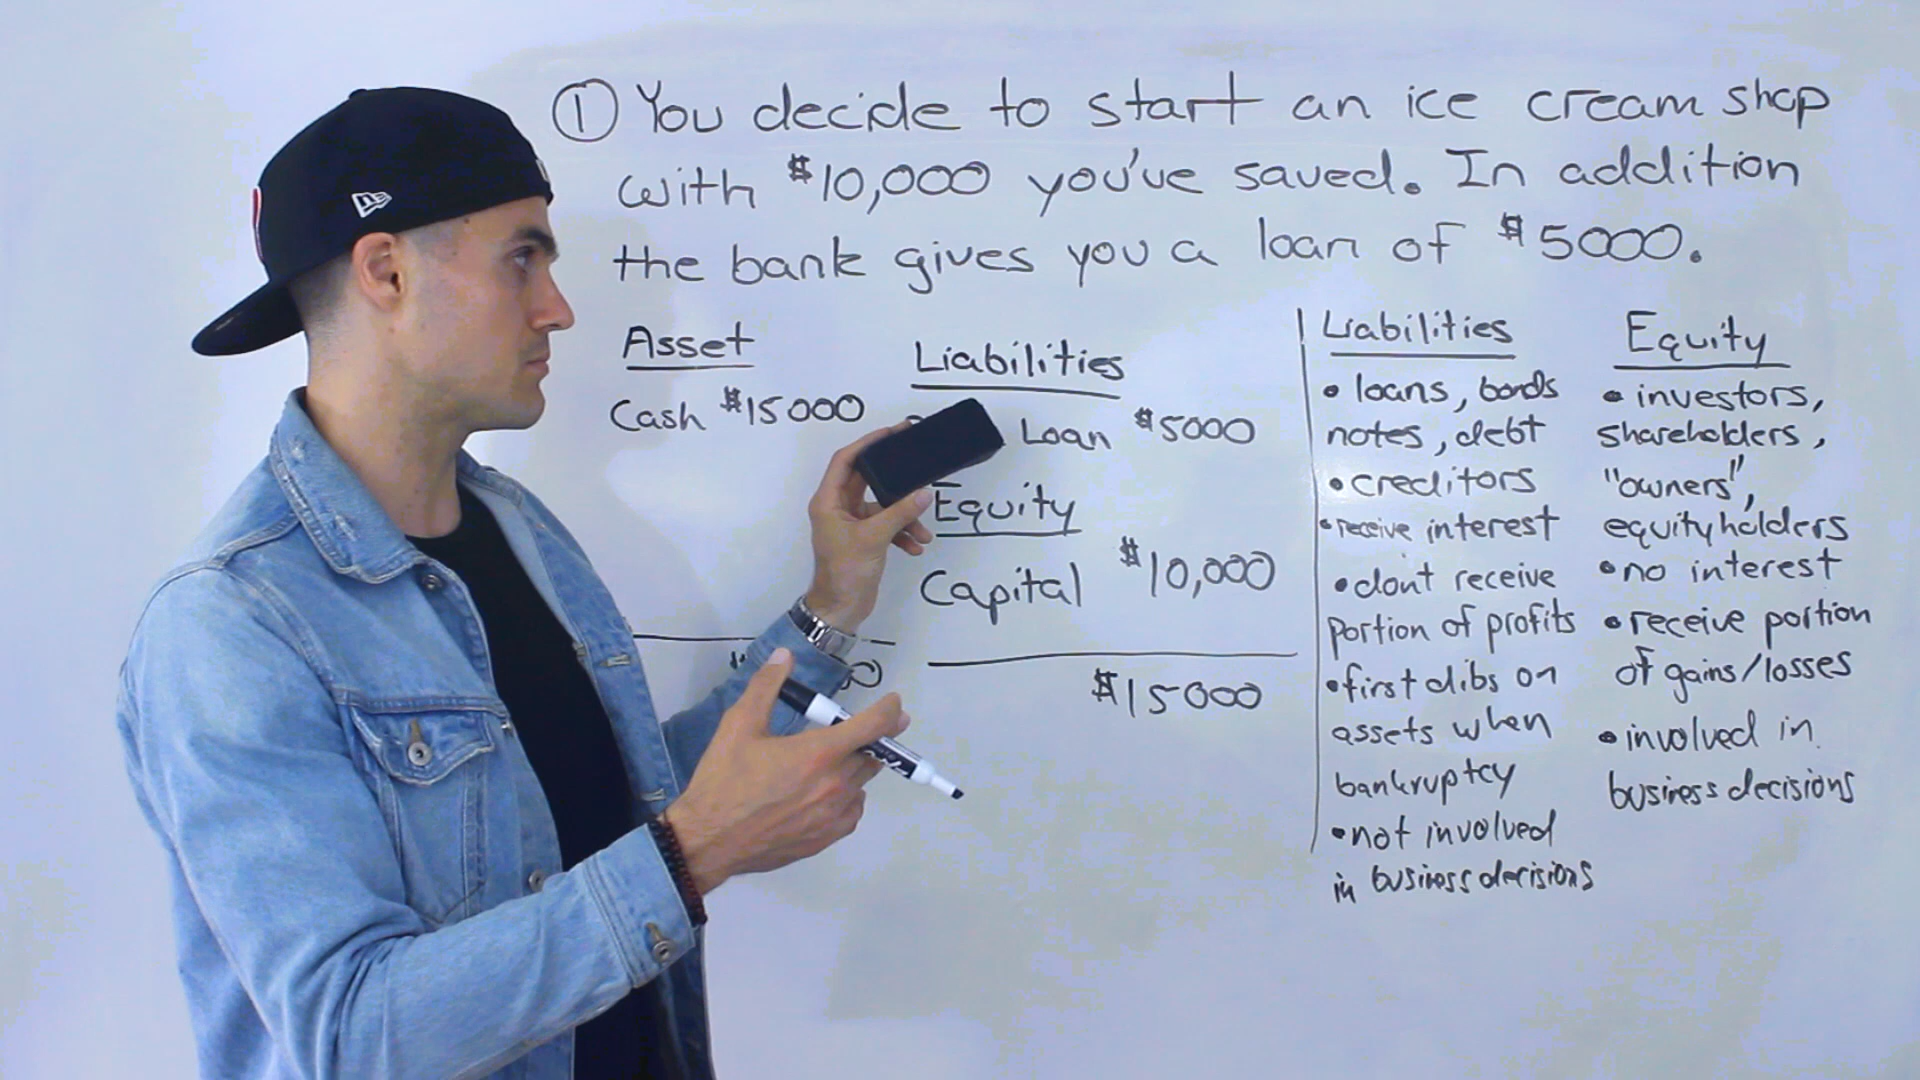 ① You decide to start an ice cream shop
with $10,000 you've saved. In addition
the bank gives you a loan of $5000.
Asset
Cash $15000
Liabilities
Loan $5000
Equity
Capital $10,000
$15000
Liabilities
• loans, bonds
notes, debt
• creditors
• receive interest
• dont receive
portion of profits
• first dibs on
assets when
bankruptcy
• not involved
in business decisions
Equity
• investors,
shareholders,
"owners",
equityholders
• no interest
• receive portion
of gains/losses
• involved in
business decisions